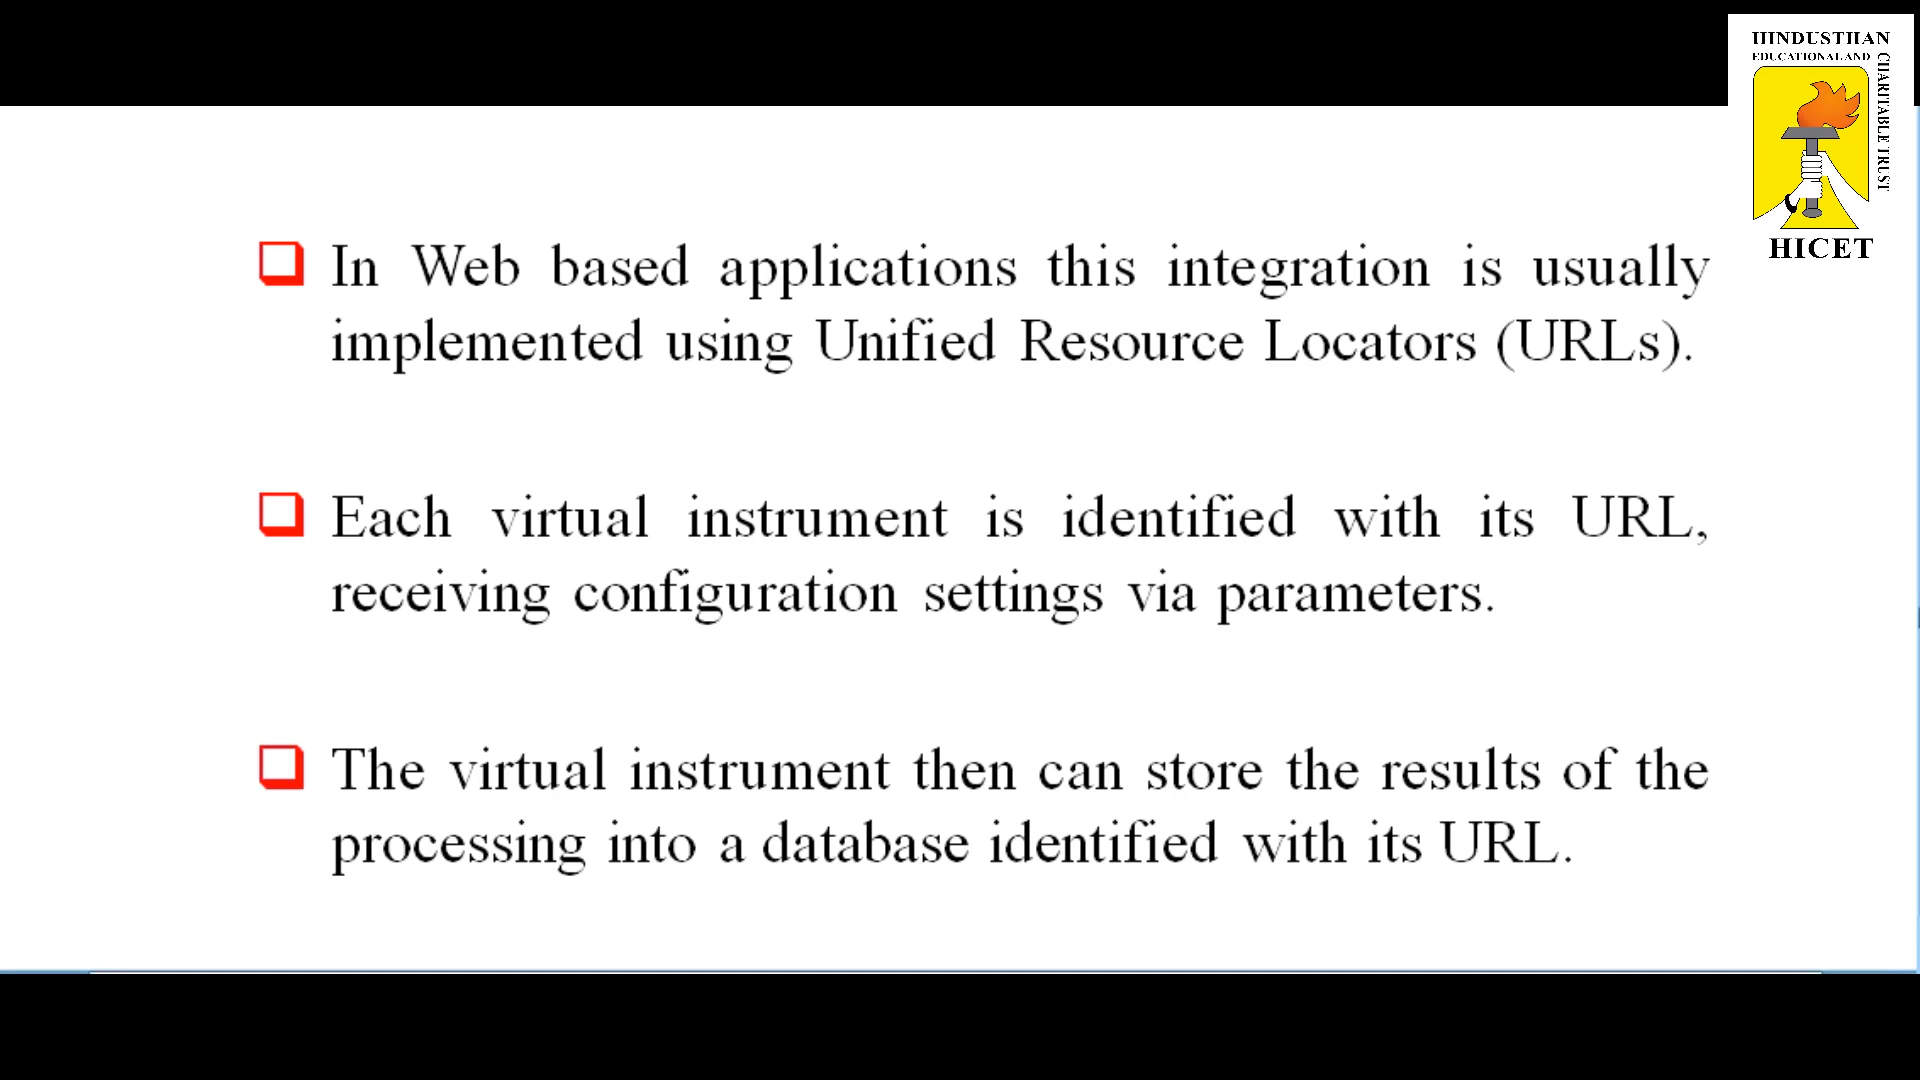 HINDUSTHAN
EDUCATIONAL AND
CHARITABLE TRUST
HICET
In Web based applications this integration is usually
implemented using Unified Resource Locators (URLs).
Each virtual instrument is identified with its URL,
receiving configuration settings via parameters.
The virtual instrument then can store the results of the
processing into a database identified with its URL.